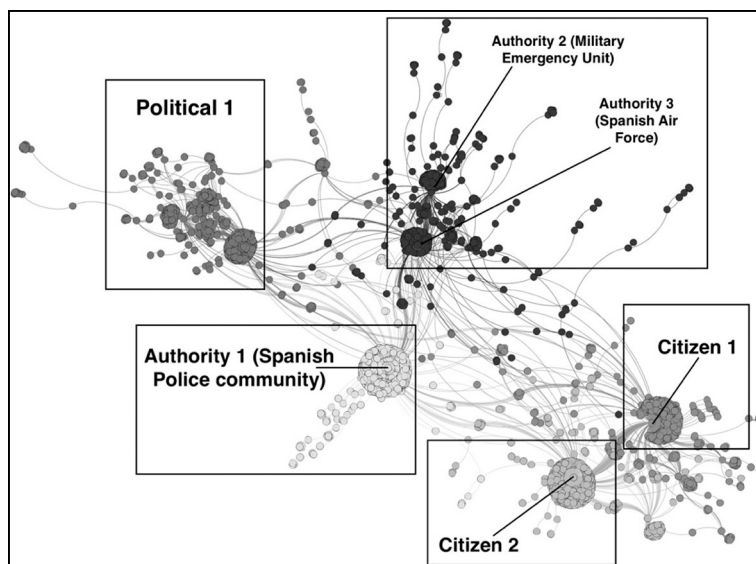 Authority 2 (Military
Emergency Unit)
Political 1
Authority 3
(Spanish Air
Force)
Authority 1 (Spanish
Police community)
Citizen 1
Citizen 2